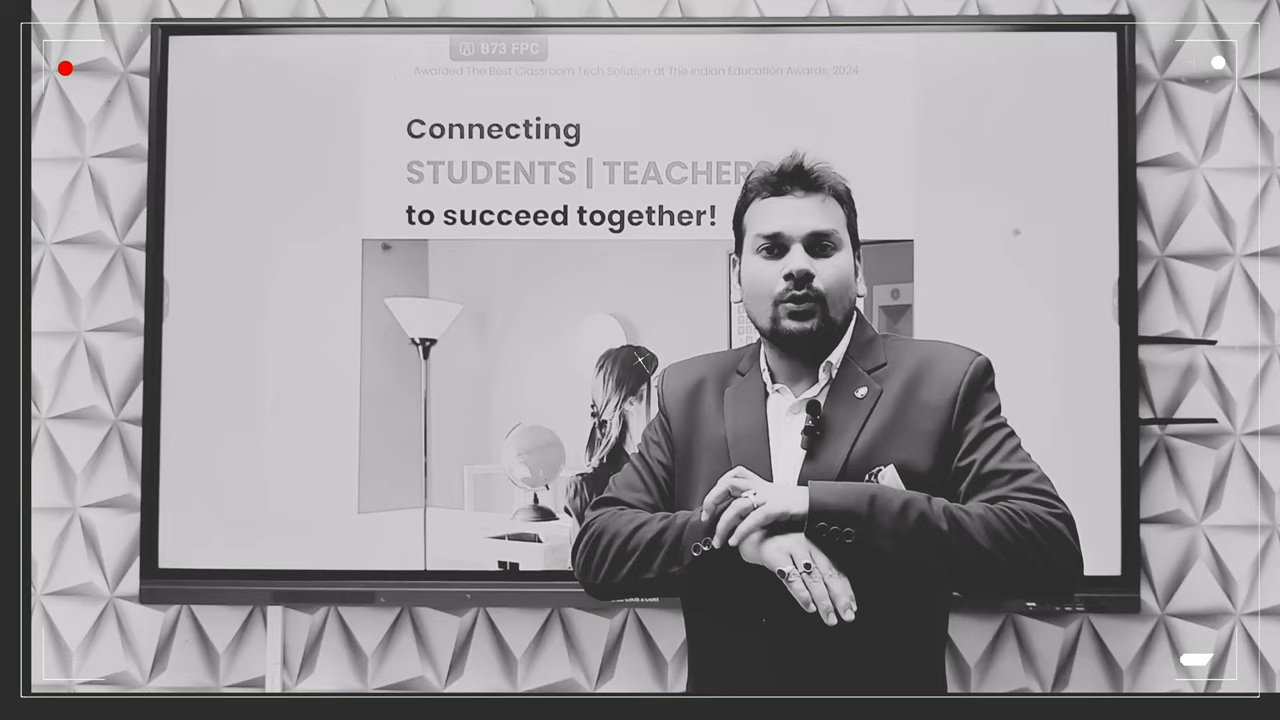 B73 FPC
Awarded The Best Classroom Tech Solution at The Indian Education Awards, 2024
Connecting
STUDENTS | TEACHERS
to succeed together!